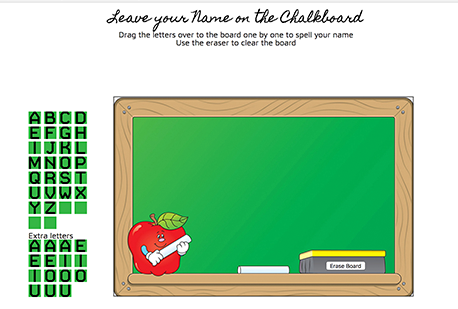 Leave your Name on the Chalkboard
Drag the letters over to the board one by one to spell your name
Use the eraser to clear the board
A B C D
E F G H
I J K L
M N O P
Q R S T
U V W X
Y Z
Extra letters
A A A E
E E I I
I O O O
U U U
Erase Board